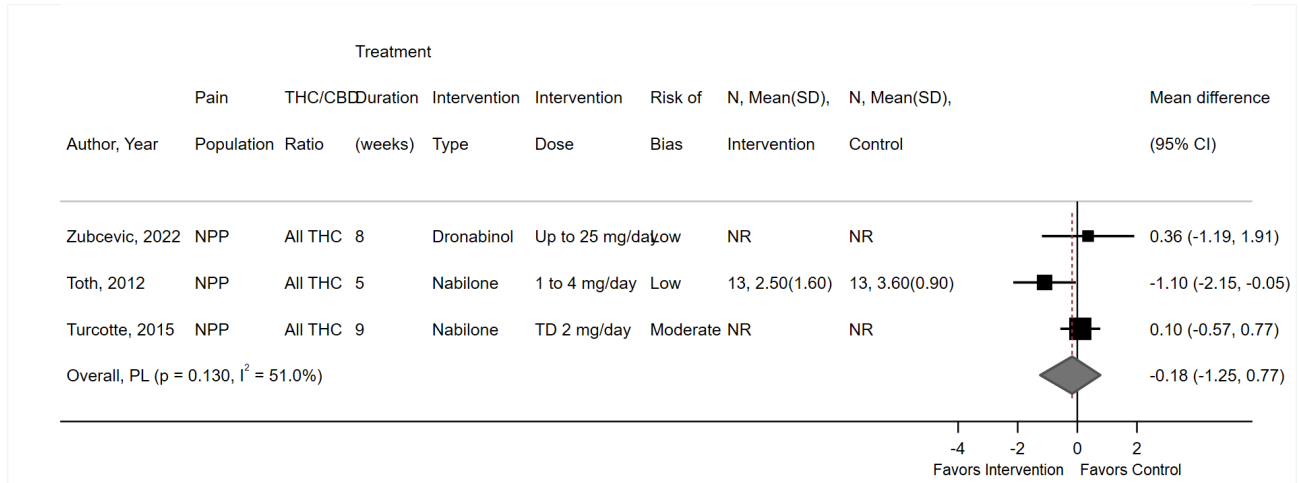 Treatment
Pain THC/CBD Duration Intervention Intervention Risk of N, Mean(SD), N, Mean(SD), Mean difference
Author, Year Population Ratio (weeks) Type Dose Bias Intervention Control (95% CI)
Zubcevic, 2022 NPP All THC 8 Dronabinol Up to 25 mg/day Low NR NR 0.36 (-1.19, 1.91)
Toth, 2012 NPP All THC 5 Nabilone 1 to 4 mg/day Low 13, 2.50(1.60) 13, 3.60(0.90) -1.10 (-2.15, -0.05)
Turcotte, 2015 NPP All THC 9 Nabilone TD 2 mg/day Moderate NR NR 0.10 (-0.57, 0.77)
Overall, PL (p = 0.130, I² = 51.0%) -0.18 (-1.25, 0.77)
-4 -2 0 2
Favors Intervention Favors Control